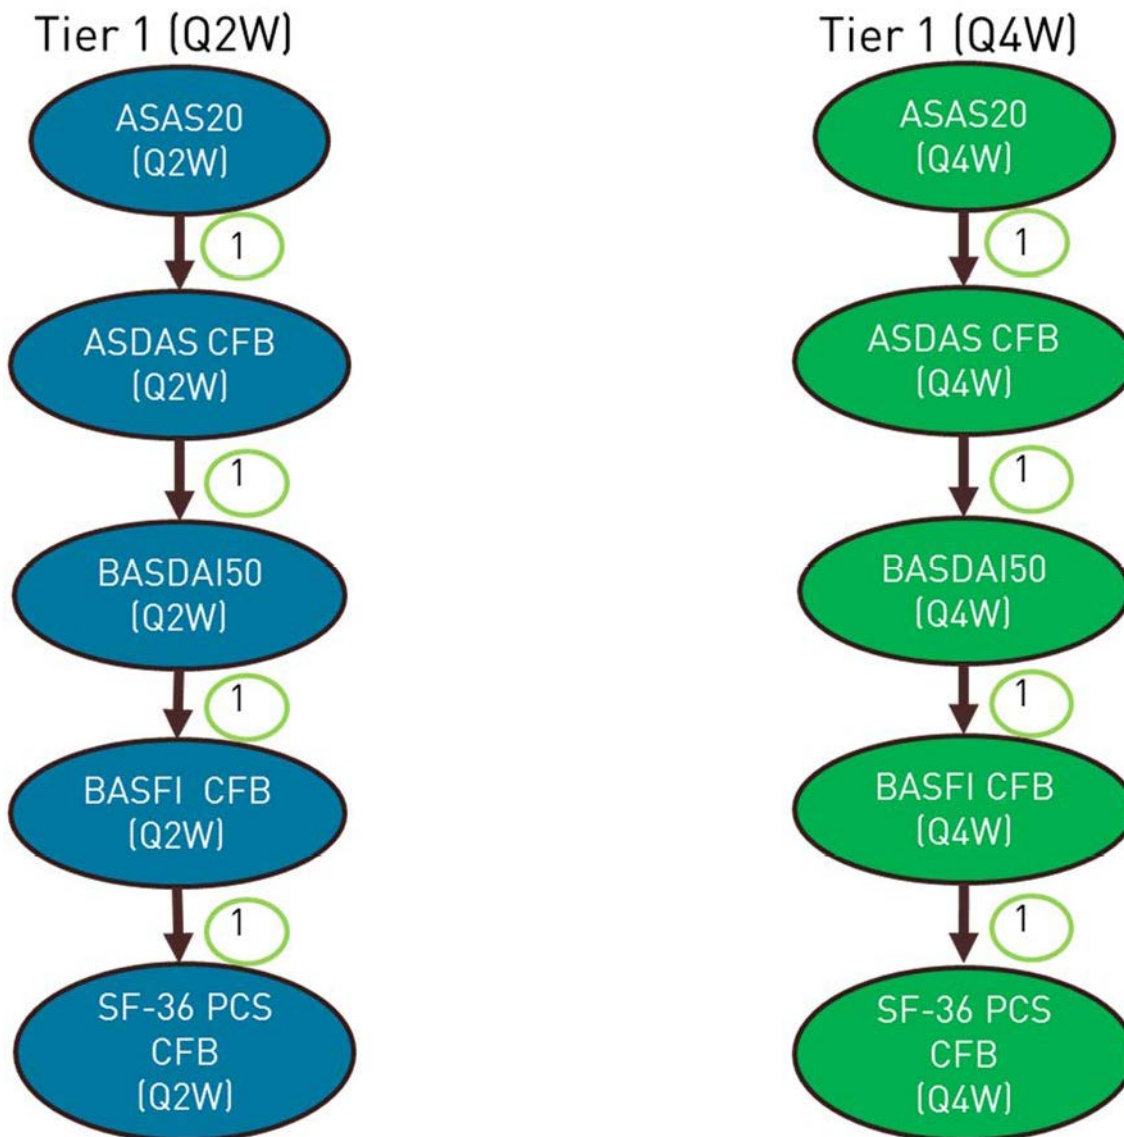 Tier 1 (Q2W)
ASAS20
(Q2W)
1
ASDAS CFB
(Q2W)
1
BASDAI50
(Q2W)
1
BASFI CFB
(Q2W)
1
SF-36 PCS
CFB
(Q2W)
Tier 1 (Q4W)
ASAS20
(Q4W)
1
ASDAS CFB
(Q4W)
1
BASDAI50
(Q4W)
1
BASFI CFB
(Q4W)
1
SF-36 PCS
CFB
(Q4W)